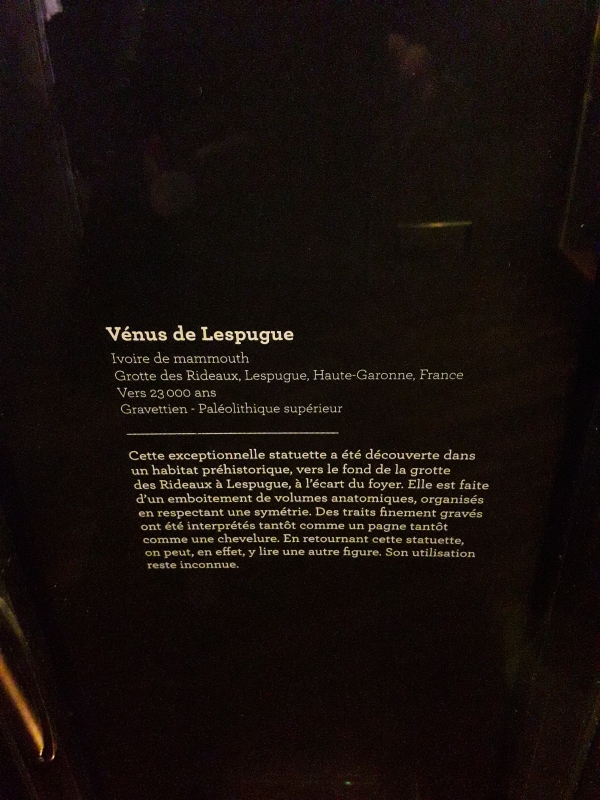 Vénus de Lespugue
Ivoire de mammouth
Grotte des Rideaux, Lespugue, Haute-Garonne, France
Vers 23 000 ans
Gravettien - Paléolithique supérieur
Cette exceptionnelle statuette a été découverte dans
un habitat préhistorique, vers le fond de la grotte
des Rideaux à Lespugue, à l'écart du foyer. Elle est faite
d'un emboitement de volumes anatomiques, organisés
en respectant une symétrie. Des traits finement gravés
ont été interprétés tantôt comme un pagne tantôt
comme une chevelure. En retournant cette statuette,
on peut, en effet, y lire une autre figure. Son utilisation
reste inconnue.